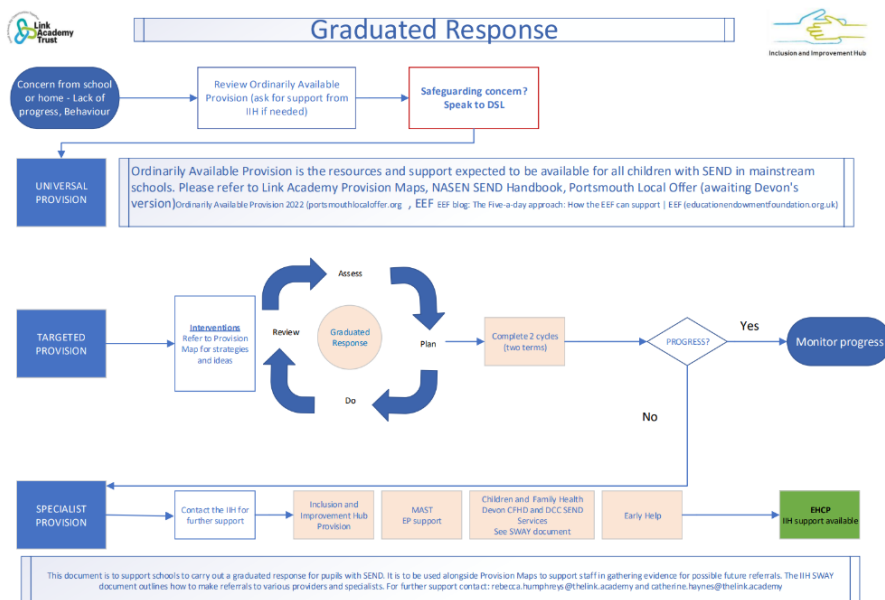 Link
Academy
Trust
Graduated Response
Inclusion and Improvement Hub
Concern from school
or home - Lack of
progress, Behaviour
Review Ordinarily Available
Provision (ask for support from
IIH if needed)
Safeguarding concern?
Speak to DSL
UNIVERSAL
PROVISION
Ordinarily Available Provision is the resources and support expected to be available for all children with SEND in mainstream
schools. Please refer to Link Academy Provision Maps, NASEN SEND Handbook, Portsmouth Local Offer (awaiting Devon's
version)Ordinarily Available Provision 2022 (portsmouthlocaloffer.org , EEF EEF blog: The Five-a-day approach: How the EEF can support | EEF (educationendowmentfoundation.org.uk)
TARGETED
PROVISION
Interventions
Refer to Provision
Map for strategies
and ideas
Assess
Review
Graduated
Response
Plan
Do
Complete 2 cycles
(two terms)
PROGRESS?
Yes
Monitor progress
No
SPECIALIST
PROVISION
Contact the IIH for
further support
Inclusion and
Improvement Hub
Provision
MAST
EP support
Children and Family Health
Devon CFHD and DCC SEND
Services
See SWAY document
Early Help
EHCP
IIH support available
This document is to support schools to carry out a graduated response for pupils with SEND. It is to be used alongside Provision Maps to support staff in gathering evidence for possible future referrals. The IIH SWAY
document outlines how to make referrals to various providers and specialists. For further support contact: rebecca.humphreys@thelink.academy and catherine.haynes@thelink.academy